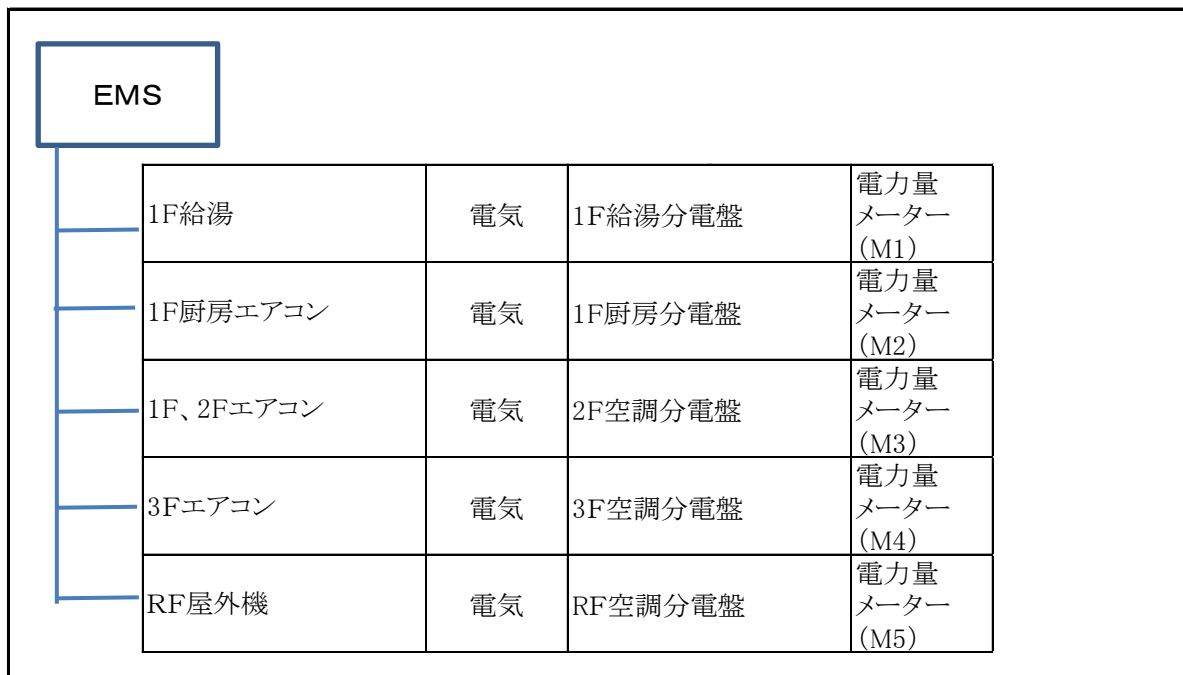 EMS
1F給湯 電気 1F給湯分電盤 電力量
メーター
(M1)
1F厨房エアコン 電気 1F厨房分電盤 電力量
メーター
(M2)
1F、2Fエアコン 電気 2F空調分電盤 電力量
メーター
(M3)
3Fエアコン 電気 3F空調分電盤 電力量
メーター
(M4)
RF屋外機 電気 RF空調分電盤 電力量
メーター
(M5)